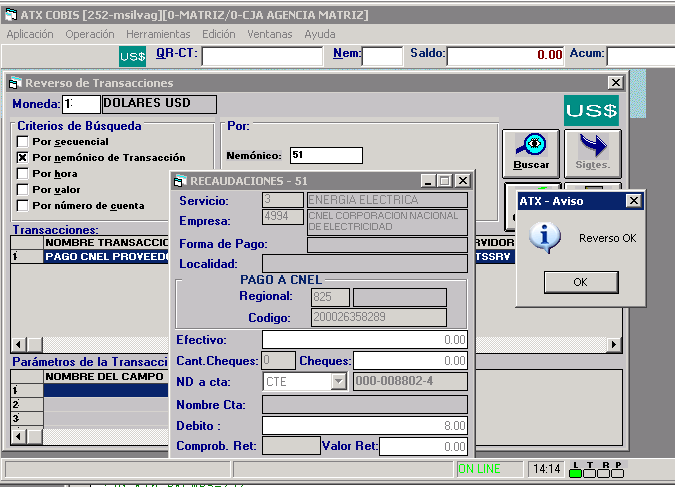 ATX COBIS [252-msilvag][0-MATRIZ/0-CJA AGENCIA MATRIZ]
Aplicación Operación Herramientas Edición Ventanas Ayuda
US$ QR-CT: Nem: Saldo: 0.00 Acum:
Reverso de Transacciones
Moneda: 1 DOLARES USD
US$
Criterios de Búsqueda
Por secuencial
Por nemónico de Transacción
Por hora
Por valor
Por número de cuenta
Por:
Nemónico: 51
Buscar
Sigtes.
Transacciones:
NOMBRE TRANSACCIO
RVIDOR
1 PAGO CNEL PROVEEDO
TSSRV
Parámetros de la Transacci
NOMBRE DEL CAMPO
1
2
3
RECAUDACIONES - 51
Servicio: 3 ENERGIA ELECTRICA
Empresa: 4994 CNEL CORPORACION NACIONAL
DE ELECTRICIDAD
Forma de Pago:
Localidad:
PAGO A CNEL
Regional: 825
Codigo: 200026358289
Efectivo: 0.00
Cant.Cheques: 0 Cheques: 0.00
ND a cta: CTE 000-008802-4
Nombre Cta:
Debito : 8.00
Comprob. Ret: Valor Ret: 0.00
ATX - Aviso
Reverso OK
OK
ON LINE 14:14 L T R P